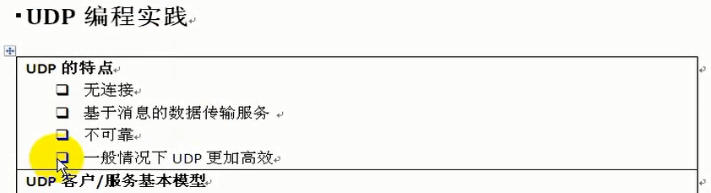 UDP 编程实践
UDP 的特点
无连接
基于消息的数据传输服务
不可靠
一般情况下 UDP 更加高效
UDP 客户/服务基本模型